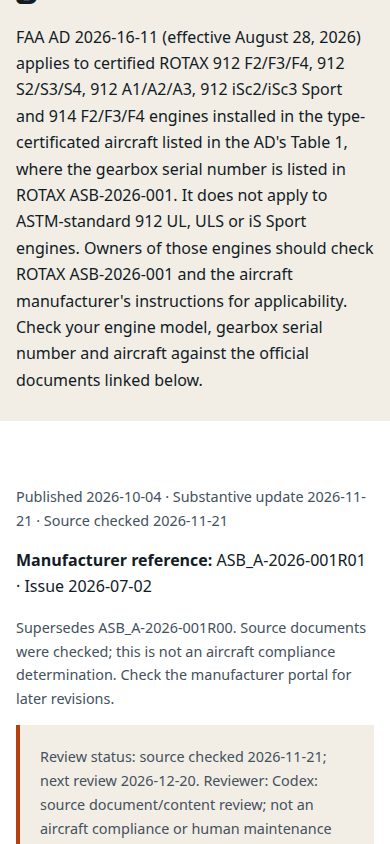 FAA AD 2026-16-11 (effective August 28, 2026)
applies to certified ROTAX 912 F2/F3/F4, 912
S2/S3/S4, 912 A1/A2/A3, 912 iSc2/iSc3 Sport
and 914 F2/F3/F4 engines installed in the type-
certificated aircraft listed in the AD's Table 1,
where the gearbox serial number is listed in
ROTAX ASB-2026-001. It does not apply to
ASTM-standard 912 UL, ULS or iS Sport
engines. Owners of those engines should check
ROTAX ASB-2026-001 and the aircraft
manufacturer's instructions for applicability.
Check your engine model, gearbox serial
number and aircraft against the official
documents linked below.
Published 2026-10-04 · Substantive update 2026-11-
21 · Source checked 2026-11-21
Manufacturer reference: ASB_A-2026-001R01
· Issue 2026-07-02
Supersedes ASB_A-2026-001R00. Source documents
were checked; this is not an aircraft compliance
determination. Check the manufacturer portal for
later revisions.
Review status: source checked 2026-11-21;
next review 2026-12-20. Reviewer: Codex:
source document/content review; not an
aircraft compliance or human maintenance